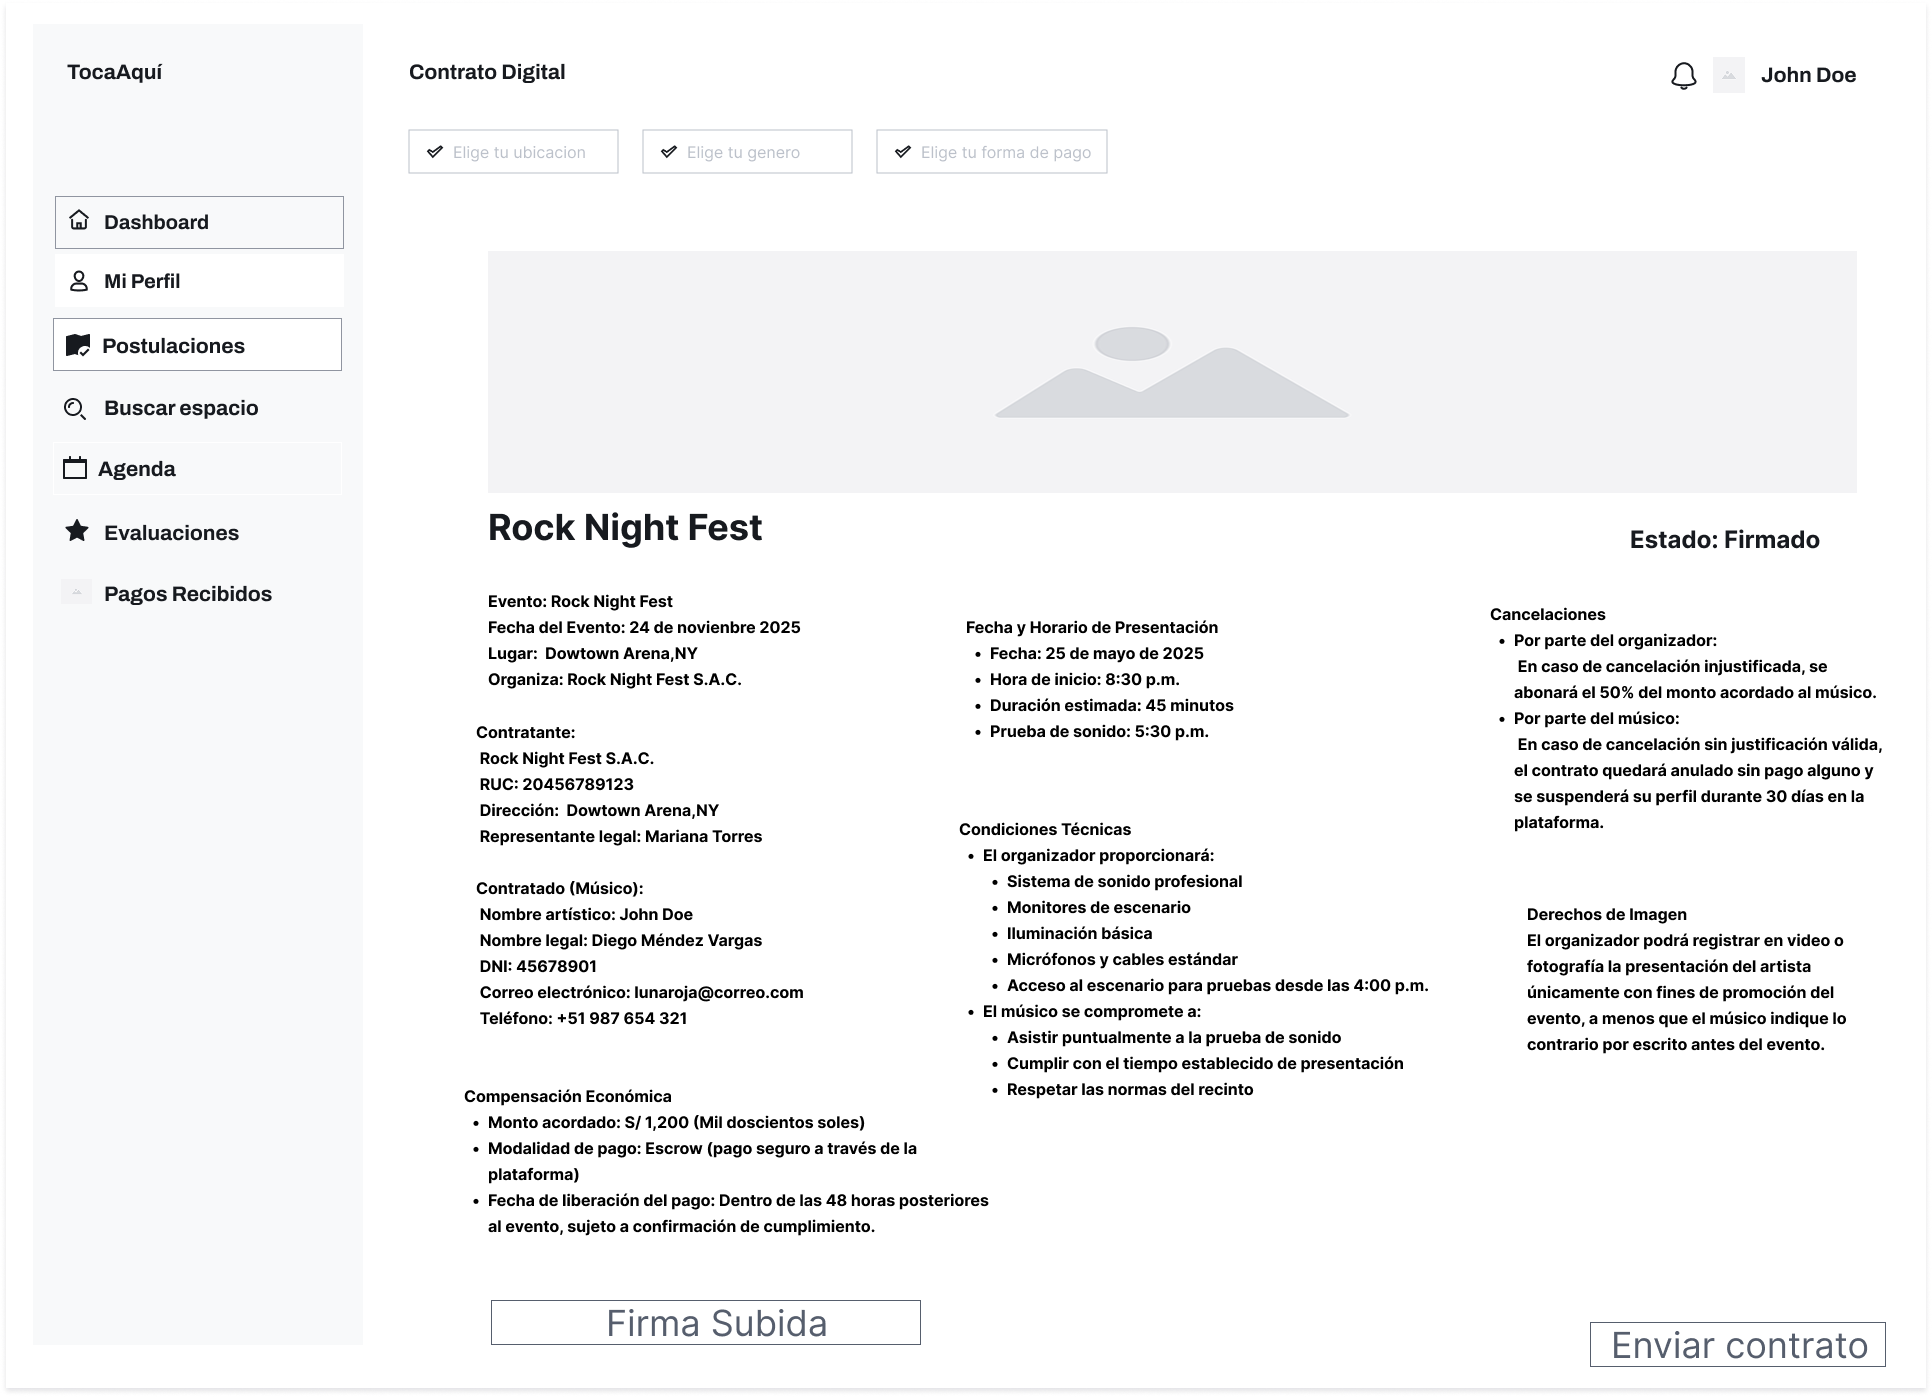 TocaAquí
Dashboard
Mi Perfil
Postulaciones
Buscar espacio
Agenda
Evaluaciones
Pagos Recibidos
Contrato Digital
John Doe
Elige tu ubicacion
Elige tu genero
Elige tu forma de pago
Rock Night Fest
Estado: Firmado
Evento: Rock Night Fest
Fecha del Evento: 24 de novienbre 2025
Lugar:  Dowtown Arena,NY
Organiza: Rock Night Fest S.A.C.
Contratante:
Rock Night Fest S.A.C.
RUC: 20456789123
Dirección:  Dowtown Arena,NY
Representante legal: Mariana Torres
Contratado (Músico):
Nombre artístico: John Doe
Nombre legal: Diego Méndez Vargas
DNI: 45678901
Correo electrónico: lunaroja@correo.com
Teléfono: +51 987 654 321
Compensación Económica
• Monto acordado: S/ 1,200 (Mil doscientos soles)
• Modalidad de pago: Escrow (pago seguro a través de la
plataforma)
• Fecha de liberación del pago: Dentro de las 48 horas posteriores
al evento, sujeto a confirmación de cumplimiento.
Fecha y Horario de Presentación
• Fecha: 25 de mayo de 2025
• Hora de inicio: 8:30 p.m.
• Duración estimada: 45 minutos
• Prueba de sonido: 5:30 p.m.
Condiciones Técnicas
• El organizador proporcionará:
• Sistema de sonido profesional
• Monitores de escenario
• Iluminación básica
• Micrófonos y cables estándar
• Acceso al escenario para pruebas desde las 4:00 p.m.
• El músico se compromete a:
• Asistir puntualmente a la prueba de sonido
• Cumplir con el tiempo establecido de presentación
• Respetar las normas del recinto
Cancelaciones
• Por parte del organizador:
En caso de cancelación injustificada, se
abonará el 50% del monto acordado al músico.
• Por parte del músico:
En caso de cancelación sin justificación válida,
el contrato quedará anulado sin pago alguno y
se suspenderá su perfil durante 30 días en la
plataforma.
Derechos de Imagen
El organizador podrá registrar en video o
fotografía la presentación del artista
únicamente con fines de promoción del
evento, a menos que el músico indique lo
contrario por escrito antes del evento.
Firma Subida
Enviar contrato